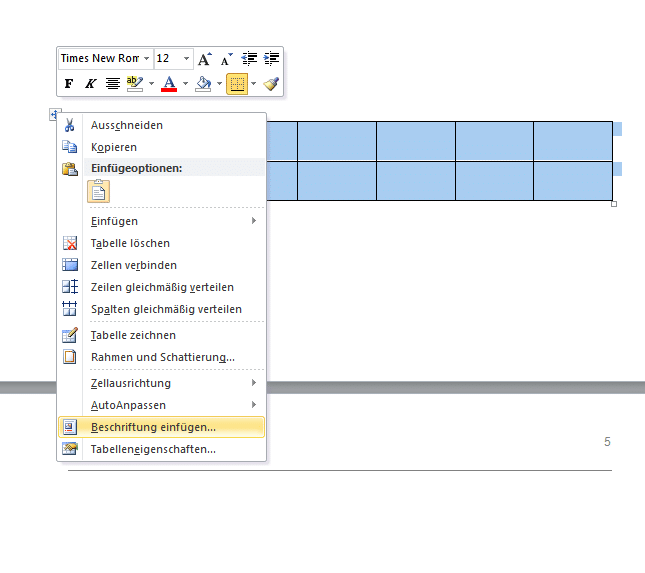 Times New Rom 12 A A
F K ab A
Ausschneiden
Kopieren
Einfügeoptionen:
Einfügen
Tabelle löschen
Zellen verbinden
Zeilen gleichmäßig verteilen
Spalten gleichmäßig verteilen
Tabelle zeichnen
Rahmen und Schattierung...
Zellausrichtung
AutoAnpassen
Beschriftung einfügen...
Tabelleneigenschaften...
5